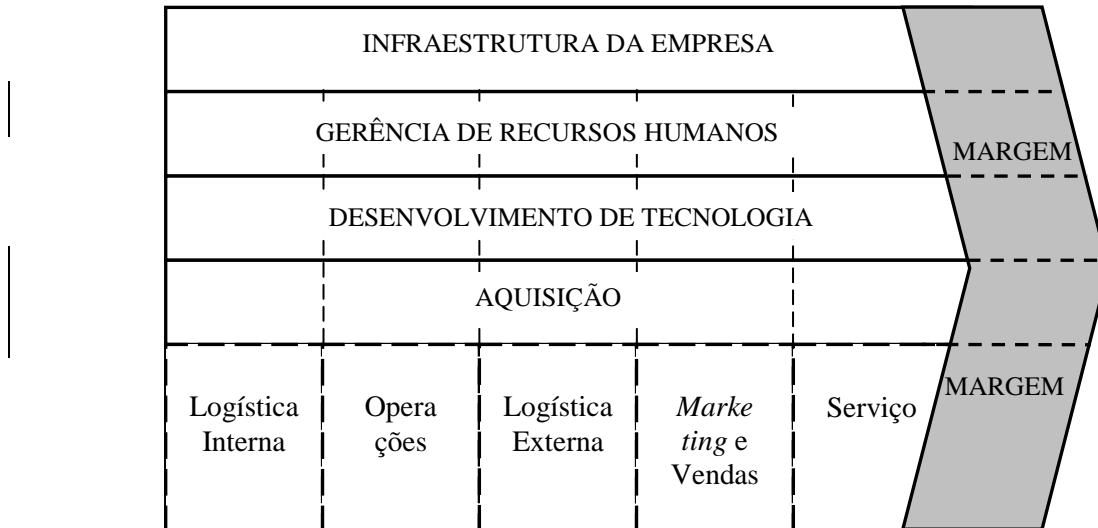 INFRAESTRUTURA DA EMPRESA
GERÊNCIA DE RECURSOS HUMANOS
MARGEM
DESENVOLVIMENTO DE TECNOLOGIA
AQUISIÇÃO
Logística
Interna
Opera
ções
Logística
Externa
Marke
ting e
Vendas
Serviço
MARGEM